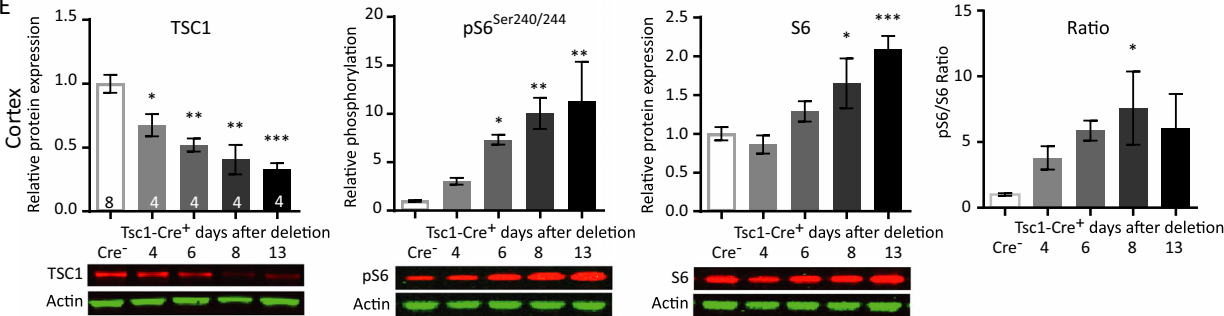 E
TSC1
Relative protein expression
Cortex
1.5
1.0
0.5
0.0
*
**
**
***
8
4
4
4
4
Tsc1-Cre+ days after deletion
Cre-
4
6
8
13
TSC1
Actin
pS6Ser240/244
Relative phosphorylation
20
15
10
5
0
*
**
**
Tsc1-Cre+ days after deletion
Cre-
4
6
8
13
pS6
Actin
S6
Relative protein expression
2.5
2.0
1.5
1.0
0.5
0.0
*
***
Tsc1-Cre+ days after deletion
Cre-
4
6
8
13
S6
Actin
Ratio
pS6/S6 Ratio
15
10
5
0
*
Tsc1-Cre+ days after deletion
Cre-
4
6
8
13